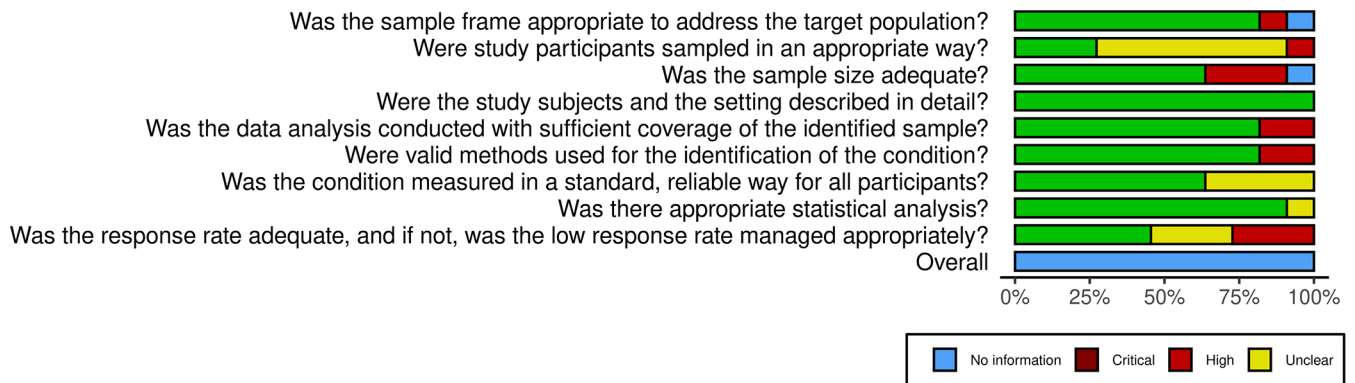 Was the sample frame appropriate to address the target population?
Were study participants sampled in an appropriate way?
Was the sample size adequate?
Were the study subjects and the setting described in detail?
Was the data analysis conducted with sufficient coverage of the identified sample?
Were valid methods used for the identification of the condition?
Was the condition measured in a standard, reliable way for all participants?
Was there appropriate statistical analysis?
Was the response rate adequate, and if not, was the low response rate managed appropriately?
Overall
0% 25% 50% 75% 100%
No information Critical High Unclear